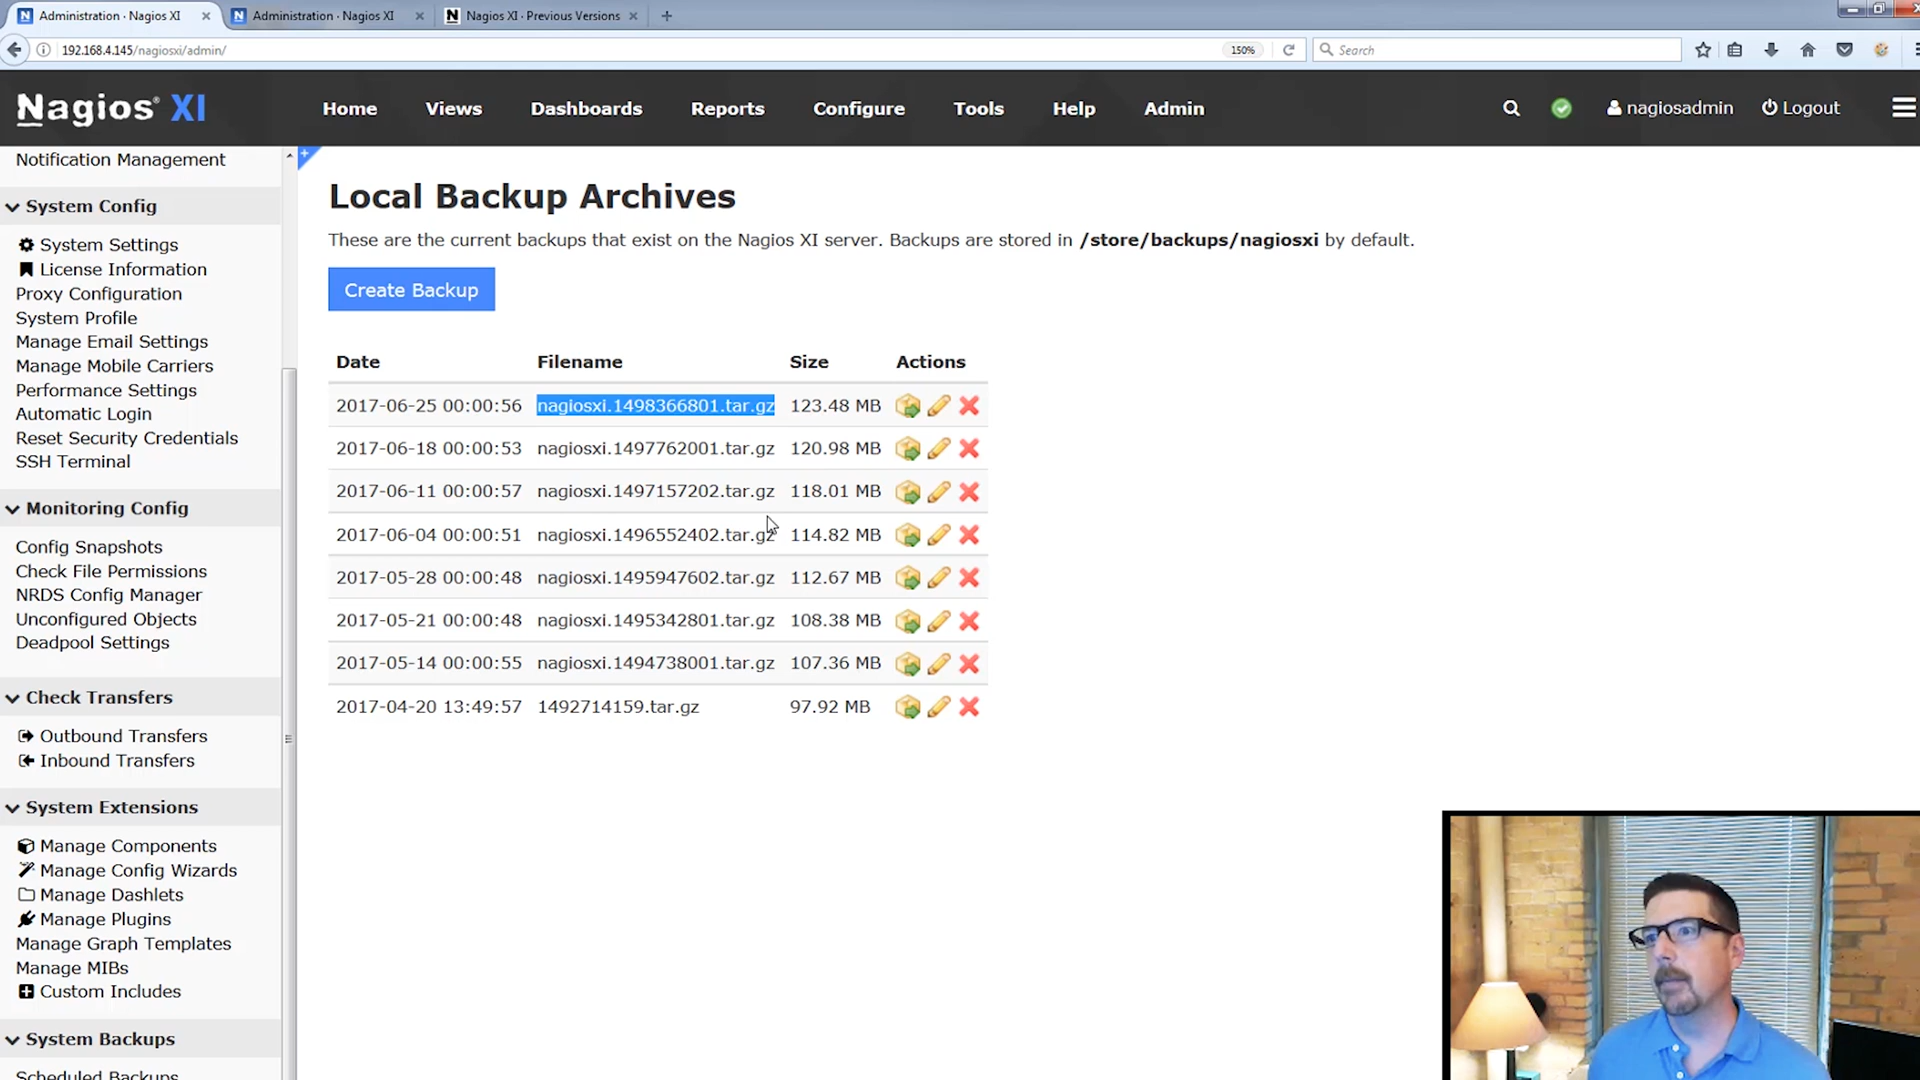 Administration · Nagios XI
Administration · Nagios XI
Nagios XI · Previous Versions
192.168.4.145/nagiosxi/admin/
150%
Search
Nagios® XI
Home
Views
Dashboards
Reports
Configure
Tools
Help
Admin
nagiosadmin
Logout
Notification Management
System Config
System Settings
License Information
Proxy Configuration
System Profile
Manage Email Settings
Manage Mobile Carriers
Performance Settings
Automatic Login
Reset Security Credentials
SSH Terminal
Monitoring Config
Config Snapshots
Check File Permissions
NRDS Config Manager
Unconfigured Objects
Deadpool Settings
Check Transfers
Outbound Transfers
Inbound Transfers
System Extensions
Manage Components
Manage Config Wizards
Manage Dashlets
Manage Plugins
Manage Graph Templates
Manage MIBs
Custom Includes
System Backups
Scheduled Backups
Local Backup Archives
These are the current backups that exist on the Nagios XI server. Backups are stored in /store/backups/nagiosxi by default.
Create Backup
Date Filename Size Actions
2017-06-25 00:00:56 nagiosxi.1498366801.tar.gz 123.48 MB
2017-06-18 00:00:53 nagiosxi.1497762001.tar.gz 120.98 MB
2017-06-11 00:00:57 nagiosxi.1497157202.tar.gz 118.01 MB
2017-06-04 00:00:51 nagiosxi.1496552402.tar.gz 114.82 MB
2017-05-28 00:00:48 nagiosxi.1495947602.tar.gz 112.67 MB
2017-05-21 00:00:48 nagiosxi.1495342801.tar.gz 108.38 MB
2017-05-14 00:00:55 nagiosxi.1494738001.tar.gz 107.36 MB
2017-04-20 13:49:57 1492714159.tar.gz 97.92 MB